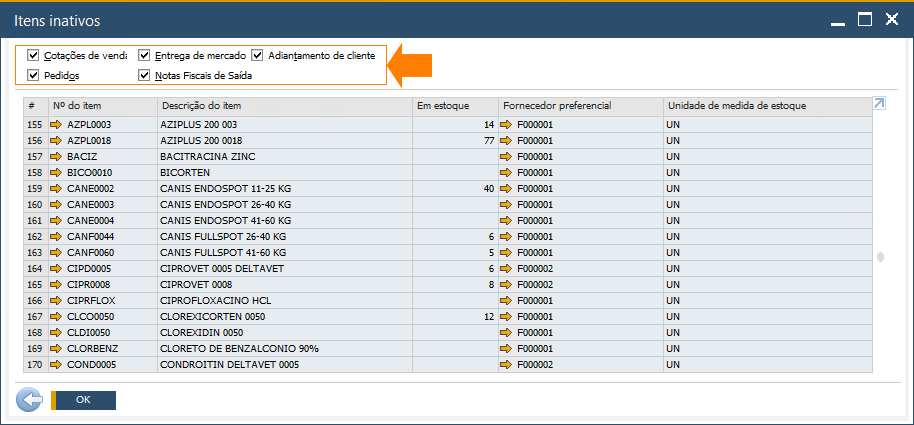 Itens inativos
Cotações de venda Entrega de mercado Adiantamento de cliente
Pedidos Notas Fiscais de Saída
# Nº do item Descrição do item Em estoque Fornecedor preferencial Unidade de medida de estoque
155 AZPL0003 AZIPLUS 200 003 14 F000001 UN
156 AZPL0018 AZIPLUS 200 0018 77 F000001 UN
157 BACIZ BACITRACINA ZINC F000001 UN
158 BICO0010 BICORTEN F000001 UN
159 CANE0002 CANIS ENDOSPOT 11-25 KG 40 F000001 UN
160 CANE0003 CANIS ENDOSPOT 26-40 KG F000001 UN
161 CANE0004 CANIS ENDOSPOT 41-60 KG F000001 UN
162 CANF0044 CANIS FULLSPOT 26-40 KG 6 F000001 UN
163 CANF0060 CANIS FULLSPOT 41-60 KG 5 F000001 UN
164 CIPD0005 CIPROVET 0005 DELTAVET 6 F000002 UN
165 CIPR0008 CIPROVET 0008 8 F000002 UN
166 CIPRFLOX CIPROFLOXACINO HCL F000001 UN
167 CLCO0050 CLOREXICORTEN 0050 12 F000001 UN
168 CLDI0050 CLOREXIDIN 0050 F000001 UN
169 CLORBENZ CLORETO DE BENZALCONIO 90% F000001 UN
170 COND0005 CONDROITIN DELTAVET 0005 F000002 UN
OK